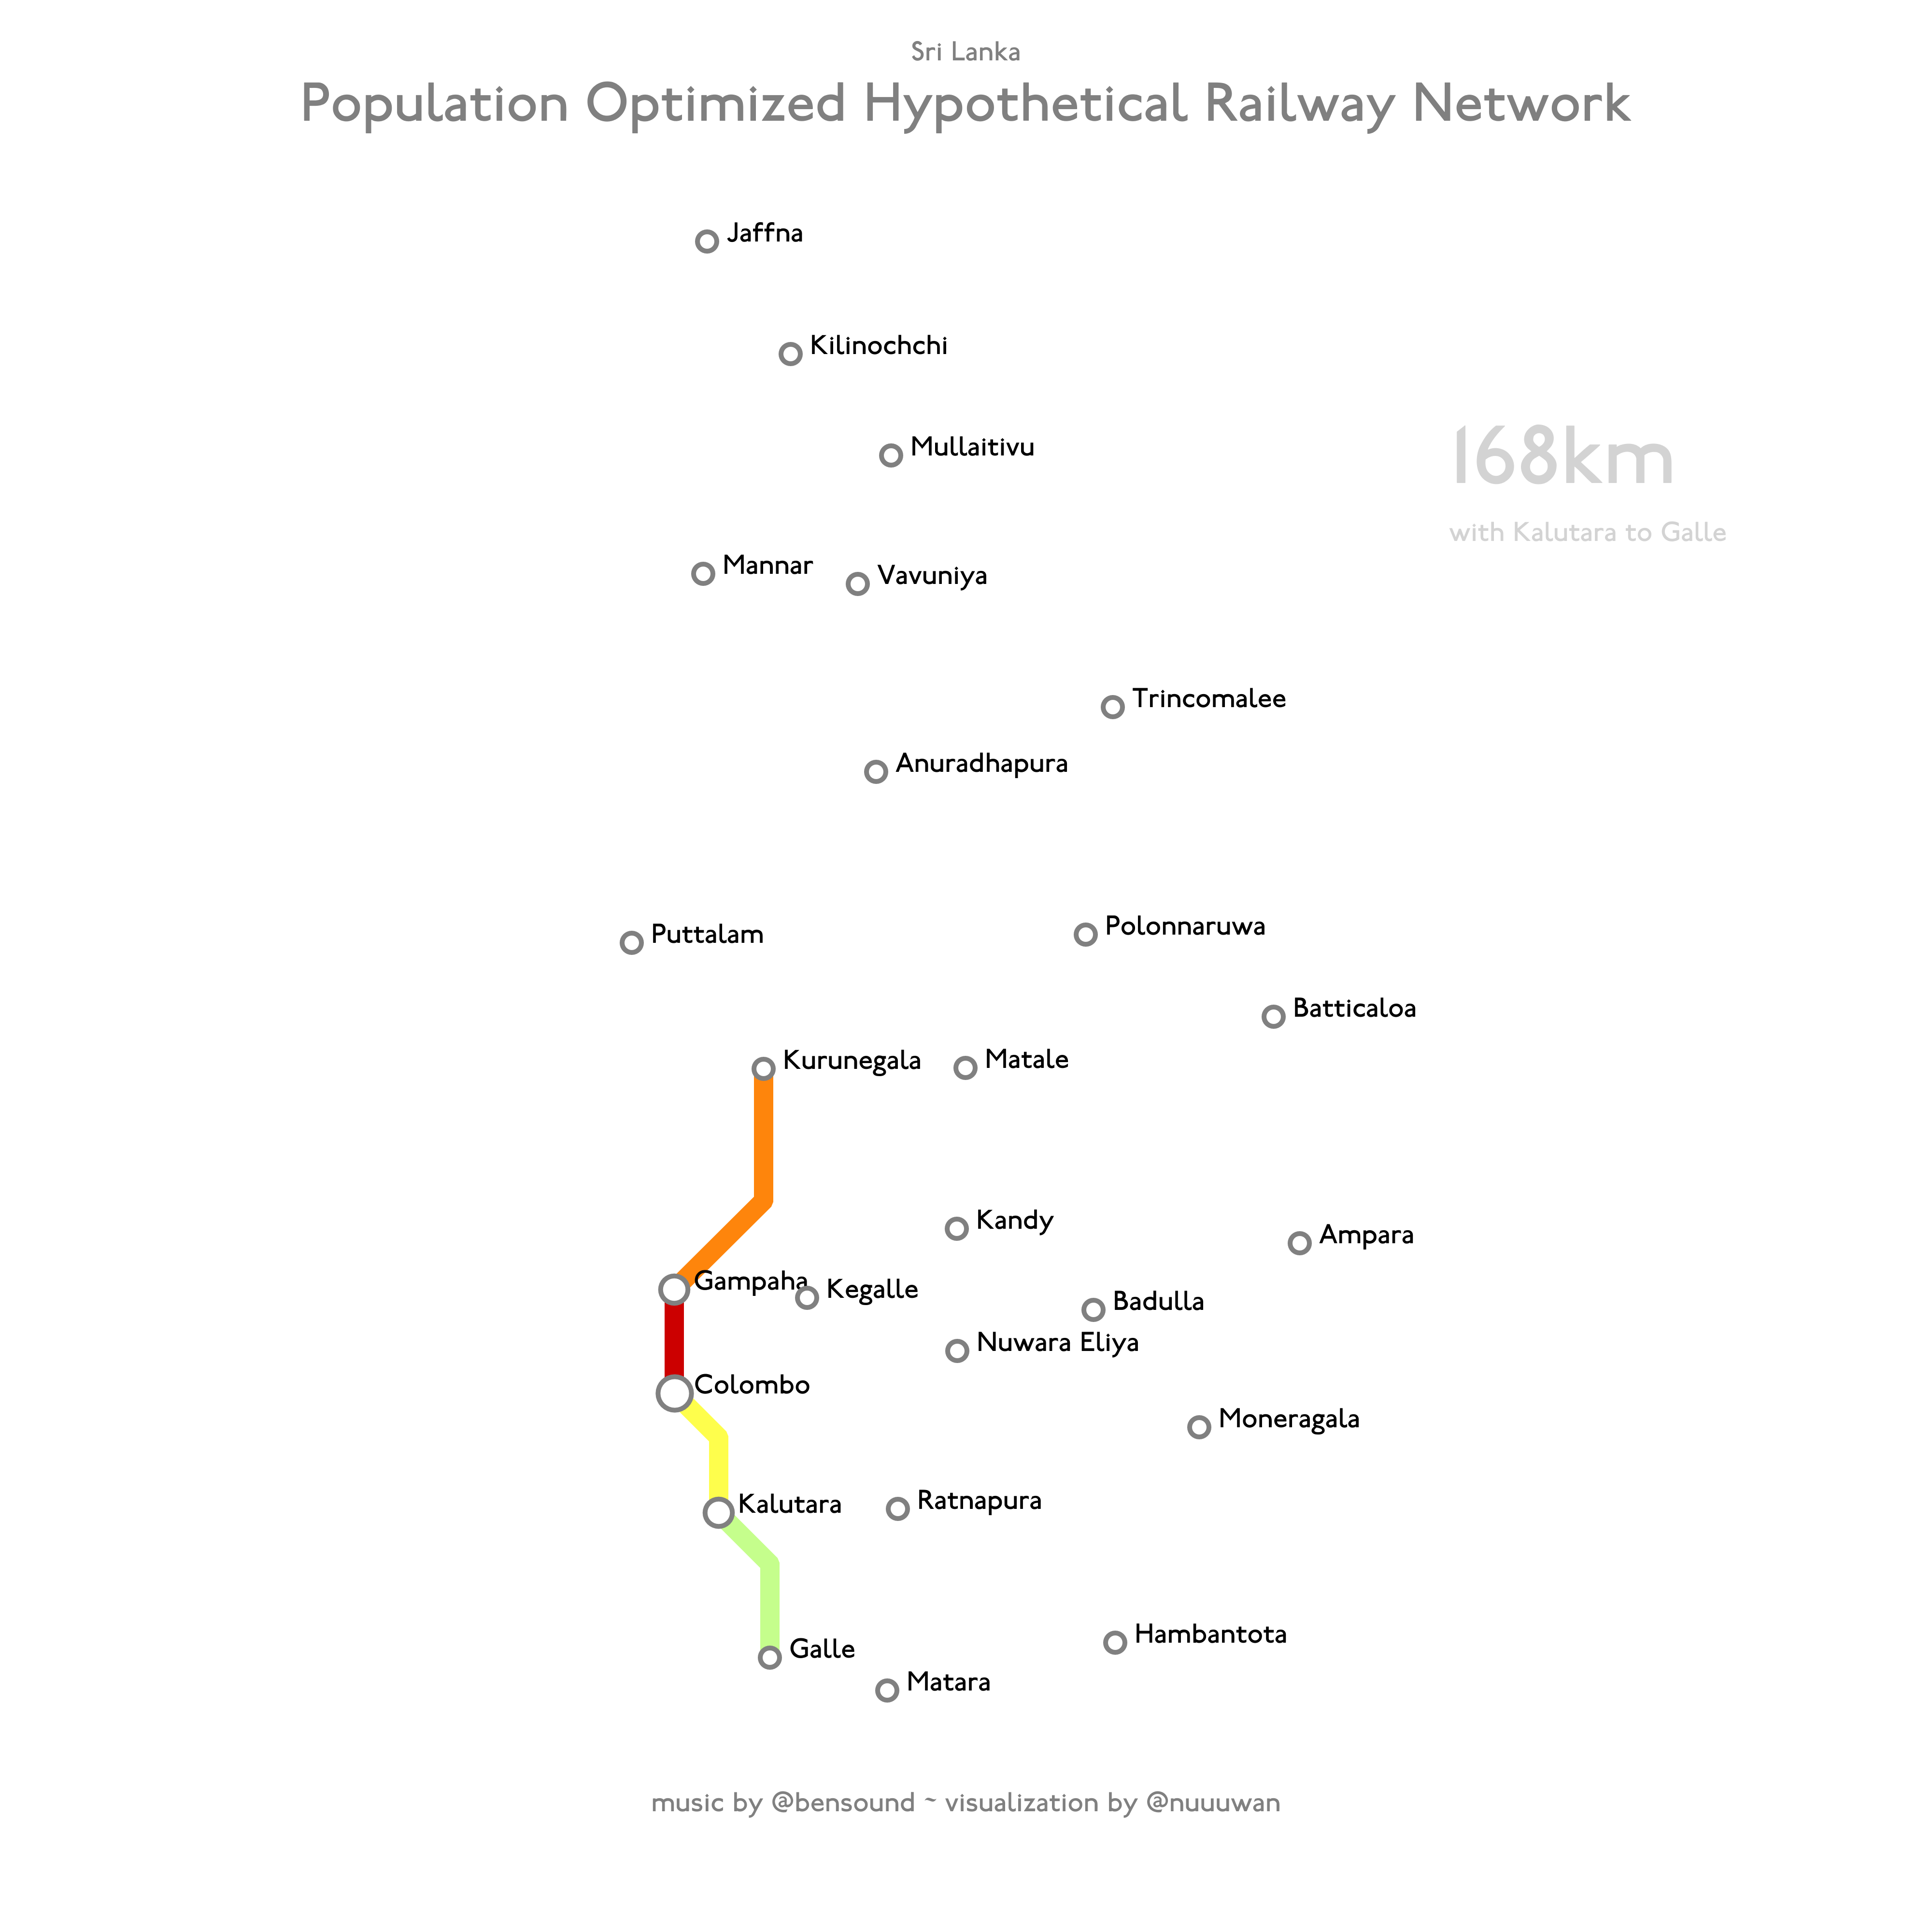 Sri Lanka
Population Optimized Hypothetical Railway Network
Jaffna
Kilinochchi
Mullaitivu
168km
with Kalutara to Galle
Mannar
Vavuniya
Trincomalee
Anuradhapura
Puttalam
Polonnaruwa
Batticaloa
Kurunegala
Matale
Kandy
Ampara
Gampaha
Kegalle
Badulla
Nuwara Eliya
Colombo
Moneragala
Kalutara
Ratnapura
Galle
Hambantota
Matara
music by @bensound ~ visualization by @nuuuwan